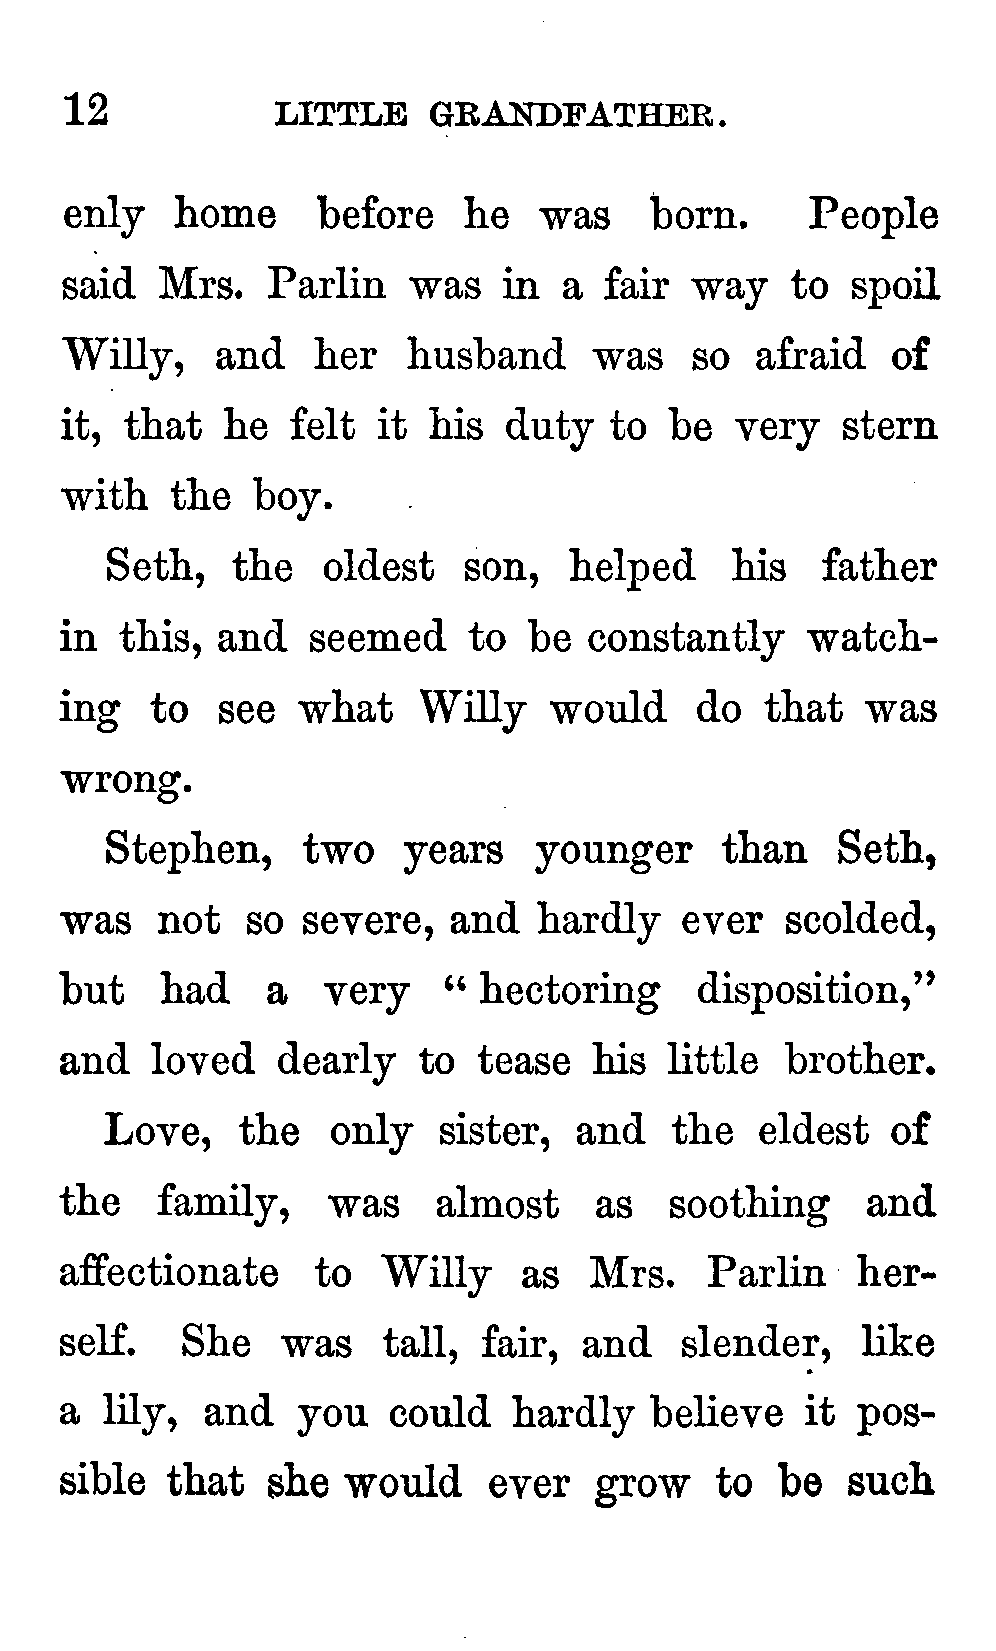 12 LITTLE GRANDFATHER.
enly home before he was born. People
said Mrs. Parlin was in a fair way to spoil
Willy, and her husband was so afraid of
it, that he felt it his duty to be very stern
with the boy.
Seth, the oldest son, helped his father
in this, and seemed to be constantly watch-
ing to see what Willy would do that was
wrong.
Stephen, two years younger than Seth,
was not so severe, and hardly ever scolded,
but had a very “hectoring disposition,”
and loved dearly to tease his little brother.
Love, the only sister, and the eldest of
the family, was almost as soothing and
affectionate to Willy as Mrs. Parlin her-
self. She was tall, fair, and slender, like
a lily, and you could hardly believe it pos-
sible that she would ever grow to be such